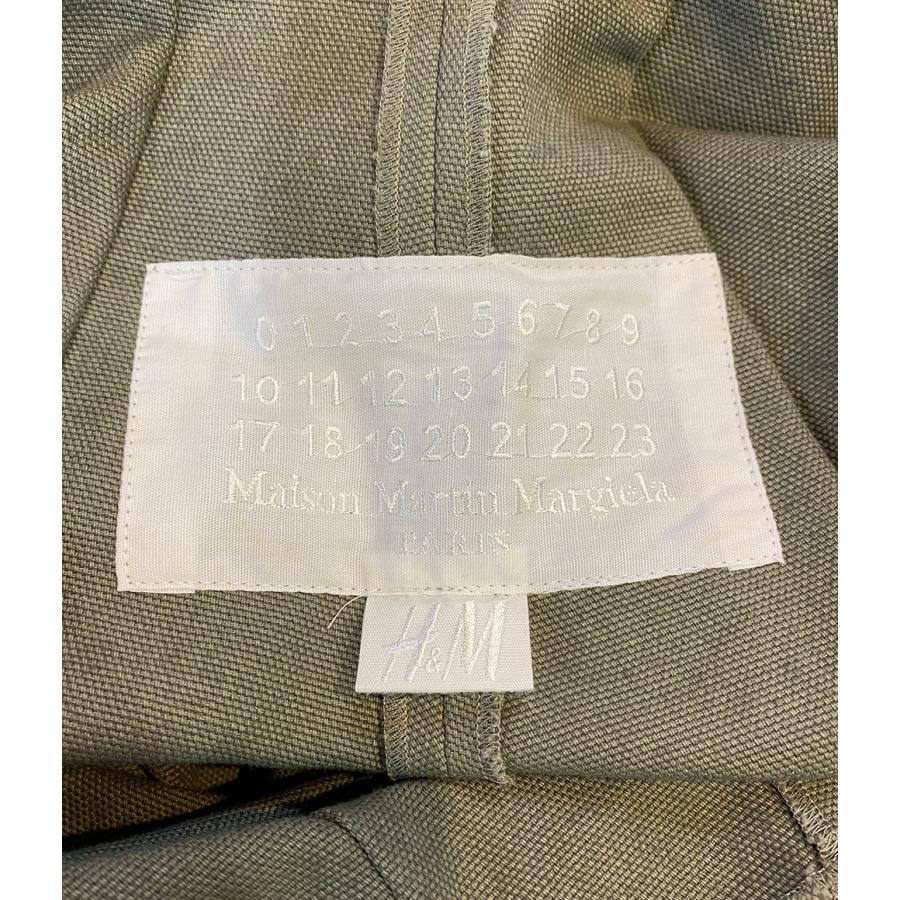 0 1 2 3 4 5 6 7 8 9
10 11 12 13 14 15 16
17 18 19 20 21 22 23
Maison Martin Margiela
PARIS
H&M